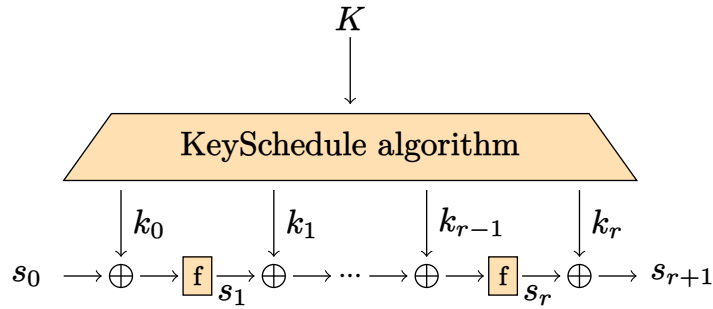 K
KeySchedule algorithm
k₀ k₁ kᵣ₋₁ kᵣ
s₀ f s₁ ... f sᵣ sᵣ₊₁